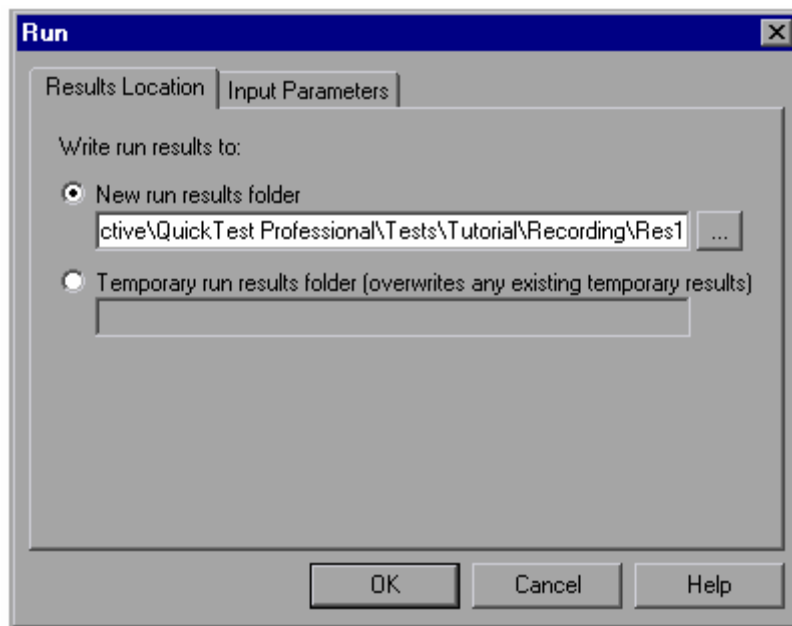 Run
Results Location Input Parameters
Write run results to:
New run results folder
ctive\QuickTest Professional\Tests\Tutorial\Recording\Res1 ...
Temporary run results folder (overwrites any existing temporary results)
OK Cancel Help